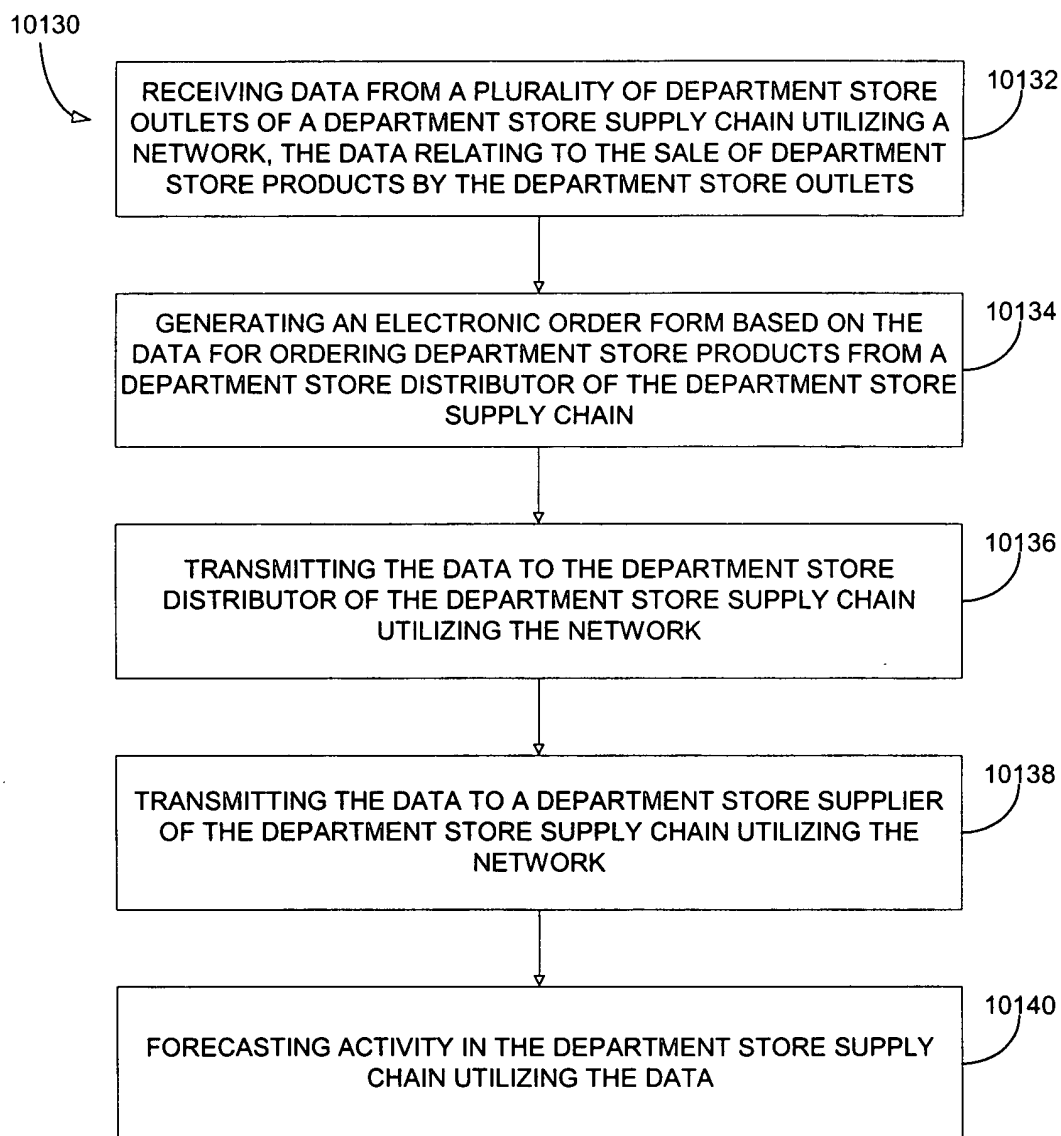 10130
RECEIVING DATA FROM A PLURALITY OF DEPARTMENT STORE
OUTLETS OF A DEPARTMENT STORE SUPPLY CHAIN UTILIZING A
NETWORK, THE DATA RELATING TO THE SALE OF DEPARTMENT
STORE PRODUCTS BY THE DEPARTMENT STORE OUTLETS
10132
GENERATING AN ELECTRONIC ORDER FORM BASED ON THE
DATA FOR ORDERING DEPARTMENT STORE PRODUCTS FROM A
DEPARTMENT STORE DISTRIBUTOR OF THE DEPARTMENT STORE
SUPPLY CHAIN
10134
TRANSMITTING THE DATA TO THE DEPARTMENT STORE
DISTRIBUTOR OF THE DEPARTMENT STORE SUPPLY CHAIN
UTILIZING THE NETWORK
10136
TRANSMITTING THE DATA TO A DEPARTMENT STORE SUPPLIER
OF THE DEPARTMENT STORE SUPPLY CHAIN UTILIZING THE
NETWORK
10138
FORECASTING ACTIVITY IN THE DEPARTMENT STORE SUPPLY
CHAIN UTILIZING THE DATA
10140